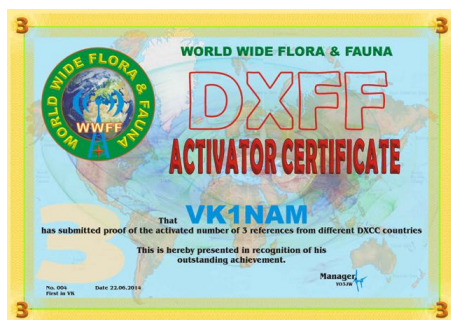 3
3
WORLD WIDE FLORA & FAUNA
WORLD WIDE FLORA & FAUNA
WWFF
DXFF
ACTIVATOR CERTIFICATE
3
That VK1NAM
has submitted proof of the activated number of 3 references from different DXCC countries
This is hereby presented in recognition of his
outstanding achievement.
Manager
YO3JW
No. 004 Date 22.06.2014
First in VK
3
3